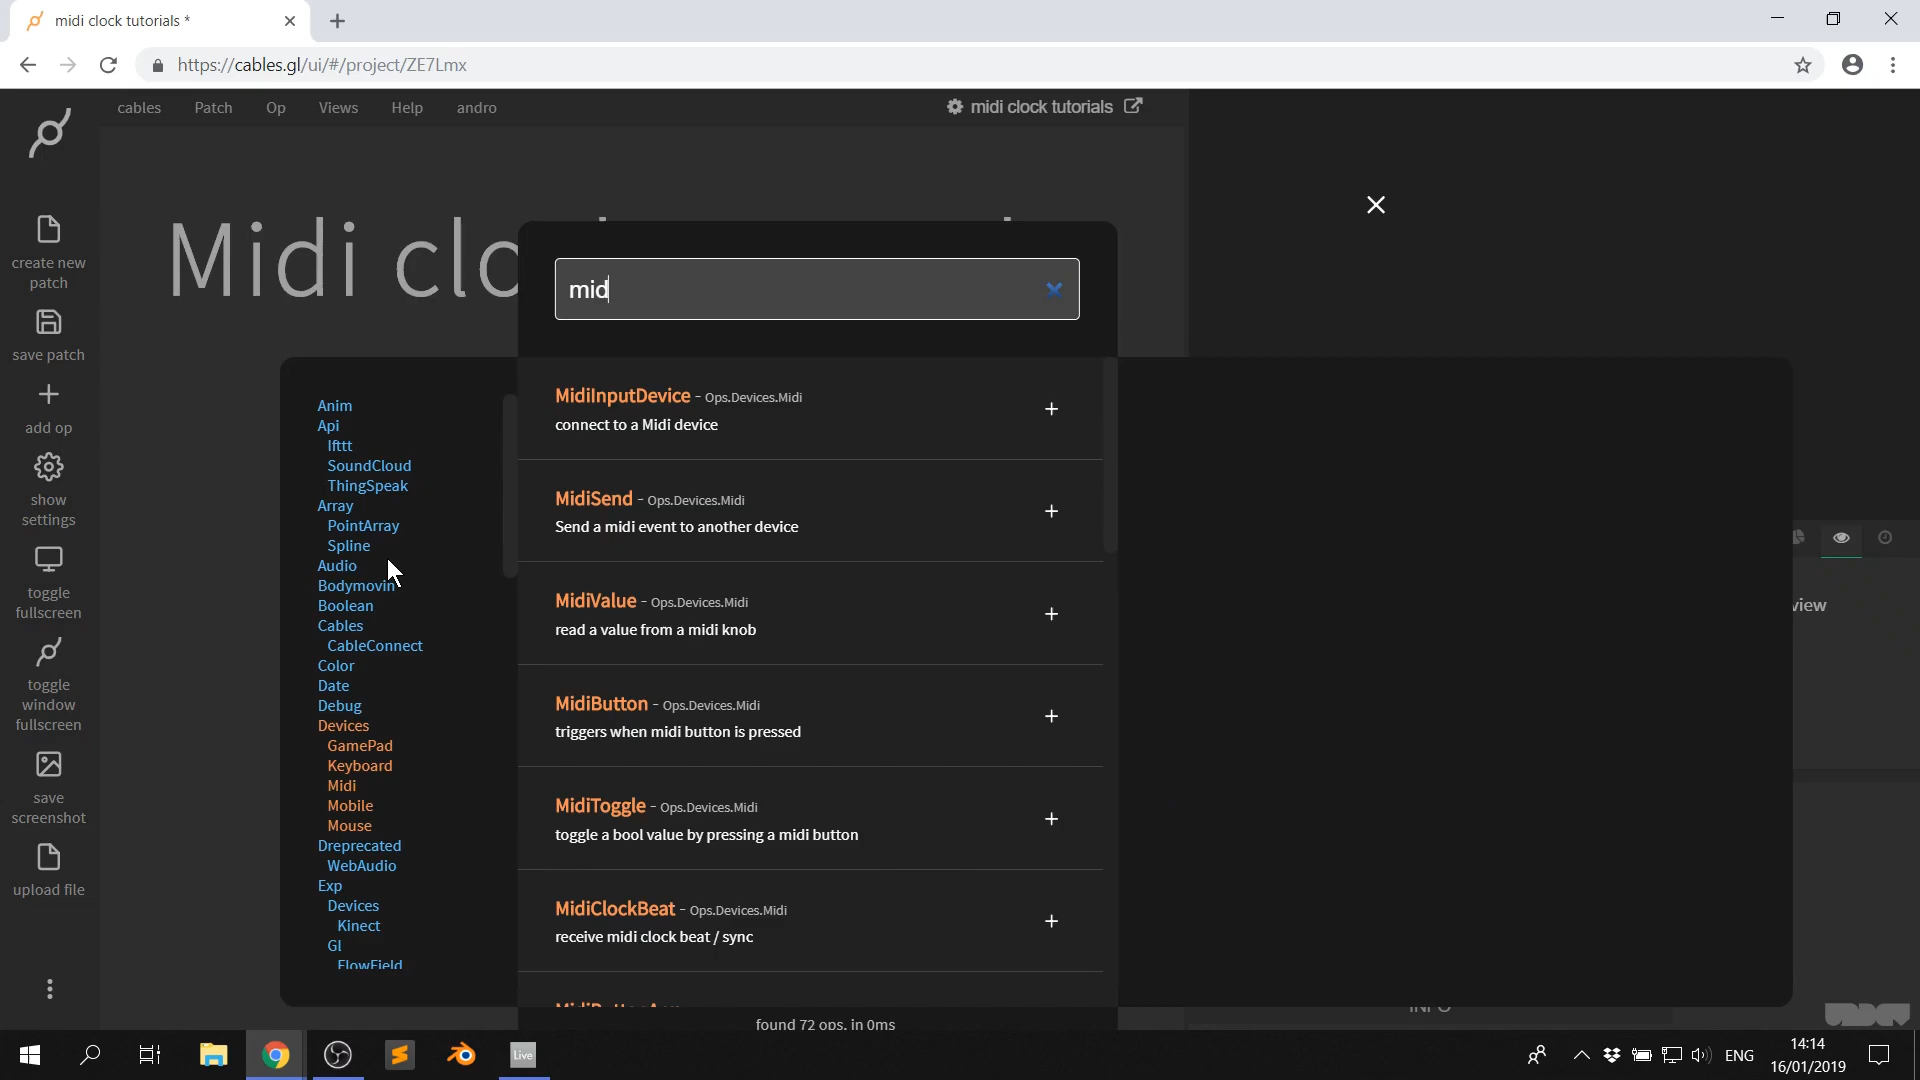 midi clock tutorials *
https://cables.gl/ui/#/project/ZE7Lmx
cables Patch Op Views Help andro
midi clock tutorials
create new
patch
save patch
add op
show
settings
toggle
fullscreen
toggle
window
fullscreen
save
screenshot
upload file
Midi clo
mid
Anim
Api
Ifttt
SoundCloud
ThingSpeak
Array
PointArray
Spline
Audio
Bodymovin
Boolean
Cables
CableConnect
Color
Date
Debug
Devices
GamePad
Keyboard
Midi
Mobile
Mouse
Dreprecated
WebAudio
Exp
Devices
Kinect
Gl
FlowField
MidiInputDevice - Ops.Devices.Midi
connect to a Midi device
MidiSend - Ops.Devices.Midi
Send a midi event to another device
MidiValue - Ops.Devices.Midi
read a value from a midi knob
MidiButton - Ops.Devices.Midi
triggers when midi button is pressed
MidiToggle - Ops.Devices.Midi
toggle a bool value by pressing a midi button
MidiClockBeat - Ops.Devices.Midi
receive midi clock beat / sync
found 72 ops. in 0ms
view
INFO
Live
ENG
14:14
16/01/2019